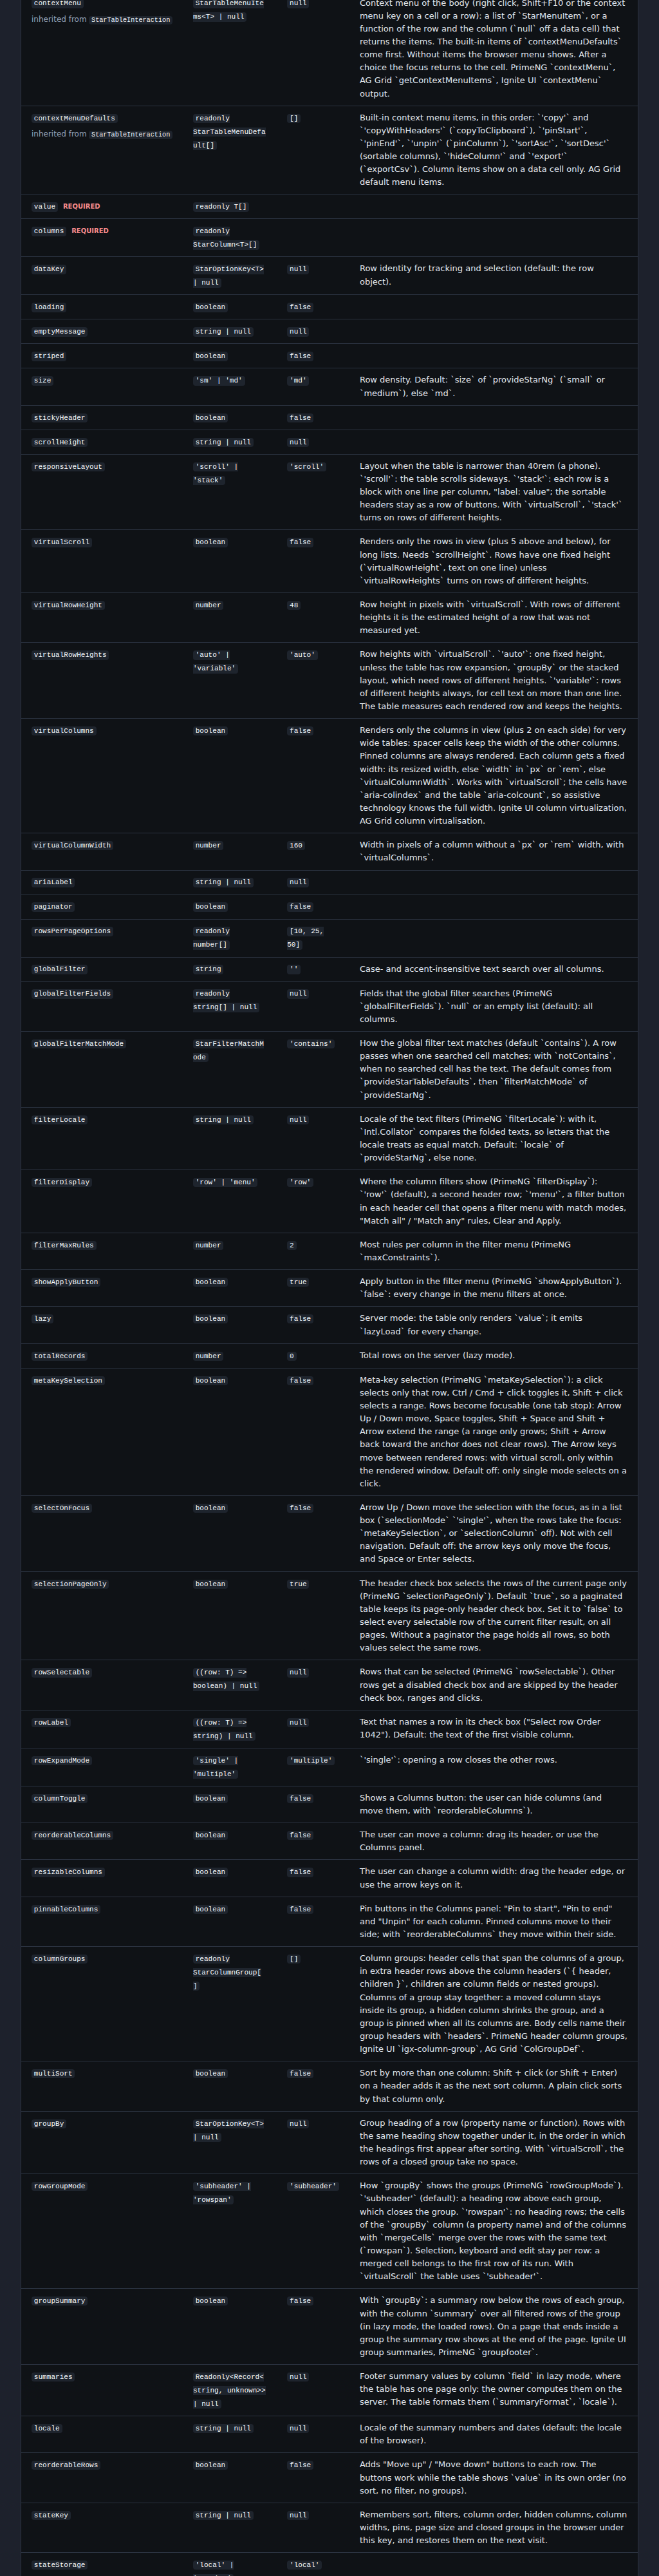 contextMenu StarTableMenuIte null Context menu of the body (right click, Shift+F10 or the context
inherited from StarTableInteraction ms<T> | null menu key on a cell or a row): a list of `StarMenuItem`, or a
function of the row and the column (`null` off a data cell) that
returns the items. The built-in items of `contextMenuDefaults`
come first. Without items the browser menu shows. After a
choice the focus returns to the cell. PrimeNG `contextMenu`,
AG Grid `getContextMenuItems`, Ignite UI `contextMenu`
output.
contextMenuDefaults readonly [] Built-in context menu items, in this order: `'copy'` and
inherited from StarTableInteraction StarTableMenuDefa `'copyWithHeaders'` (`copyToClipboard`), `'pinStart'`,
ult[] `'pinEnd'`, `'unpin'` (`pinColumn`), `'sortAsc'`, `'sortDesc'`
(sortable columns), `'hideColumn'` and `'export'`
(`exportCsv`). Column items show on a data cell only. AG Grid
default menu items.
value REQUIRED readonly T[]
columns REQUIRED readonly
StarColumn<T>[]
dataKey StarOptionKey<T> null Row identity for tracking and selection (default: the row
| null object).
loading boolean false
emptyMessage string | null null
striped boolean false
size 'sm' | 'md' 'md' Row density. Default: `size` of `provideStarNg` (`small` or
`medium`), else `md`.
stickyHeader boolean false
scrollHeight string | null null
responsiveLayout 'scroll' | 'scroll' Layout when the table is narrower than 40rem (a phone).
'stack' `'scroll'`: the table scrolls sideways. `'stack'`: each row is a
block with one line per column, "label: value"; the sortable
headers stay as a row of buttons. With `virtualScroll`, `'stack'`
turns on rows of different heights.
virtualScroll boolean false Renders only the rows in view (plus 5 above and below), for
long lists. Needs `scrollHeight`. Rows have one fixed height
(`virtualRowHeight`, text on one line) unless
`virtualRowHeights` turns on rows of different heights.
virtualRowHeight number 48 Row height in pixels with `virtualScroll`. With rows of different
heights it is the estimated height of a row that was not
measured yet.
virtualRowHeights 'auto' | 'auto' Row heights with `virtualScroll`. `'auto'`: one fixed height,
'variable' unless the table has row expansion, `groupBy` or the stacked
layout, which need rows of different heights. `'variable'`: rows
of different heights always, for cell text on more than one line.
The table measures each rendered row and keeps the heights.
virtualColumns boolean false Renders only the columns in view (plus 2 on each side) for very
wide tables: spacer cells keep the width of the other columns.
Pinned columns are always rendered. Each column gets a fixed
width: its resized width, else `width` in `px` or `rem`, else
`virtualColumnWidth`. Works with `virtualScroll`; the cells have
`aria-colindex` and the table `aria-colcount`, so assistive
technology knows the full width. Ignite UI column virtualization,
AG Grid column virtualisation.
virtualColumnWidth number 160 Width in pixels of a column without a `px` or `rem` width, with
`virtualColumns`.
ariaLabel string | null null
paginator boolean false
rowsPerPageOptions readonly [10, 25,
number[] 50]
globalFilter string '' Case- and accent-insensitive text search over all columns.
globalFilterFields readonly null Fields that the global filter searches (PrimeNG
string[] | null `globalFilterFields`). `null` or an empty list (default): all
columns.
globalFilterMatchMode StarFilterMatchM 'contains' How the global filter text matches (default `contains`). A row
ode passes when one searched cell matches; with `notContains`,
when no searched cell has the text. The default comes from
`provideStarTableDefaults`, then `filterMatchMode` of
`provideStarNg`.
filterLocale string | null null Locale of the text filters (PrimeNG `filterLocale`): with it,
`Intl.Collator` compares the folded texts, so letters that the
locale treats as equal match. Default: `locale` of
`provideStarNg`, else none.
filterDisplay 'row' | 'menu' 'row' Where the column filters show (PrimeNG `filterDisplay`):
`'row'` (default), a second header row; `'menu'`, a filter button
in each header cell that opens a filter menu with match modes,
"Match all" / "Match any" rules, Clear and Apply.
filterMaxRules number 2 Most rules per column in the filter menu (PrimeNG
`maxConstraints`).
showApplyButton boolean true Apply button in the filter menu (PrimeNG `showApplyButton`).
`false`: every change in the menu filters at once.
lazy boolean false Server mode: the table only renders `value`; it emits
`lazyLoad` for every change.
totalRecords number 0 Total rows on the server (lazy mode).
metaKeySelection boolean false Meta-key selection (PrimeNG `metaKeySelection`): a click
selects only that row, Ctrl / Cmd + click toggles it, Shift + click
selects a range. Rows become focusable (one tab stop): Arrow
Up / Down move, Space toggles, Shift + Space and Shift +
Arrow extend the range (a range only grows; Shift + Arrow
back toward the anchor does not clear rows). The Arrow keys
move between rendered rows: with virtual scroll, only within
the rendered window. Default off: only single mode selects on a
click.
selectOnFocus boolean false Arrow Up / Down move the selection with the focus, as in a list
box (`selectionMode` `'single'`, when the rows take the focus:
`metaKeySelection`, or `selectionColumn` off). Not with cell
navigation. Default off: the arrow keys only move the focus,
and Space or Enter selects.
selectionPageOnly boolean true The header check box selects the rows of the current page only
(PrimeNG `selectionPageOnly`). Default `true`, so a paginated
table keeps its page-only header check box. Set it to `false` to
select every selectable row of the current filter result, on all
pages. Without a paginator the page holds all rows, so both
values select the same rows.
rowSelectable ((row: T) => null Rows that can be selected (PrimeNG `rowSelectable`). Other
boolean) | null rows get a disabled check box and are skipped by the header
check box, ranges and clicks.
rowLabel ((row: T) => null Text that names a row in its check box ("Select row Order
string) | null 1042"). Default: the text of the first visible column.
rowExpandMode 'single' | 'multiple' `'single'`: opening a row closes the other rows.
'multiple'
columnToggle boolean false Shows a Columns button: the user can hide columns (and
move them, with `reorderableColumns`).
reorderableColumns boolean false The user can move a column: drag its header, or use the
Columns panel.
resizableColumns boolean false The user can change a column width: drag the header edge, or
use the arrow keys on it.
pinnableColumns boolean false Pin buttons in the Columns panel: "Pin to start", "Pin to end"
and "Unpin" for each column. Pinned columns move to their
side; with `reorderableColumns` they move within their side.
columnGroups readonly [] Column groups: header cells that span the columns of a group,
StarColumnGroup[ in extra header rows above the column headers (`{ header,
] children }`, children are column fields or nested groups).
Columns of a group stay together: a moved column stays
inside its group, a hidden column shrinks the group, and a
group is pinned when all its columns are. Body cells name their
group headers with `headers`. PrimeNG header column groups,
Ignite UI `igx-column-group`, AG Grid `ColGroupDef`.
multiSort boolean false Sort by more than one column: Shift + click (or Shift + Enter)
on a header adds it as the next sort column. A plain click sorts
by that column only.
groupBy StarOptionKey<T> null Group heading of a row (property name or function). Rows with
| null the same heading show together under it, in the order in which
the headings first appear after sorting. With `virtualScroll`, the
rows of a closed group take no space.
rowGroupMode 'subheader' | 'subheader' How `groupBy` shows the groups (PrimeNG `rowGroupMode`).
'rowspan' `'subheader'` (default): a heading row above each group,
which closes the group. `'rowspan'`: no heading rows; the cells
of the `groupBy` column (a property name) and of the columns
with `mergeCells` merge over the rows with the same text
(`rowspan`). Selection, keyboard and edit stay per row: a
merged cell belongs to the first row of its run. With
`virtualScroll` the table uses `'subheader'`.
groupSummary boolean false With `groupBy`: a summary row below the rows of each group,
with the column `summary` over all filtered rows of the group
(in lazy mode, the loaded rows). On a page that ends inside a
group the summary row shows at the end of the page. Ignite UI
group summaries, PrimeNG `groupfooter`.
summaries Readonly<Record< null Footer summary values by column `field` in lazy mode, where
string, unknown>> the table has one page only: the owner computes them on the
| null server. The table formats them (`summaryFormat`, `locale`).
locale string | null null Locale of the summary numbers and dates (default: the locale
of the browser).
reorderableRows boolean false Adds "Move up" / "Move down" buttons to each row. The
buttons work while the table shows `value` in its own order (no
sort, no filter, no groups).
stateKey string | null null Remembers sort, filters, column order, hidden columns, column
widths, pins, page size and closed groups in the browser under
this key, and restores them on the next visit.
stateStorage 'local' | 'local'